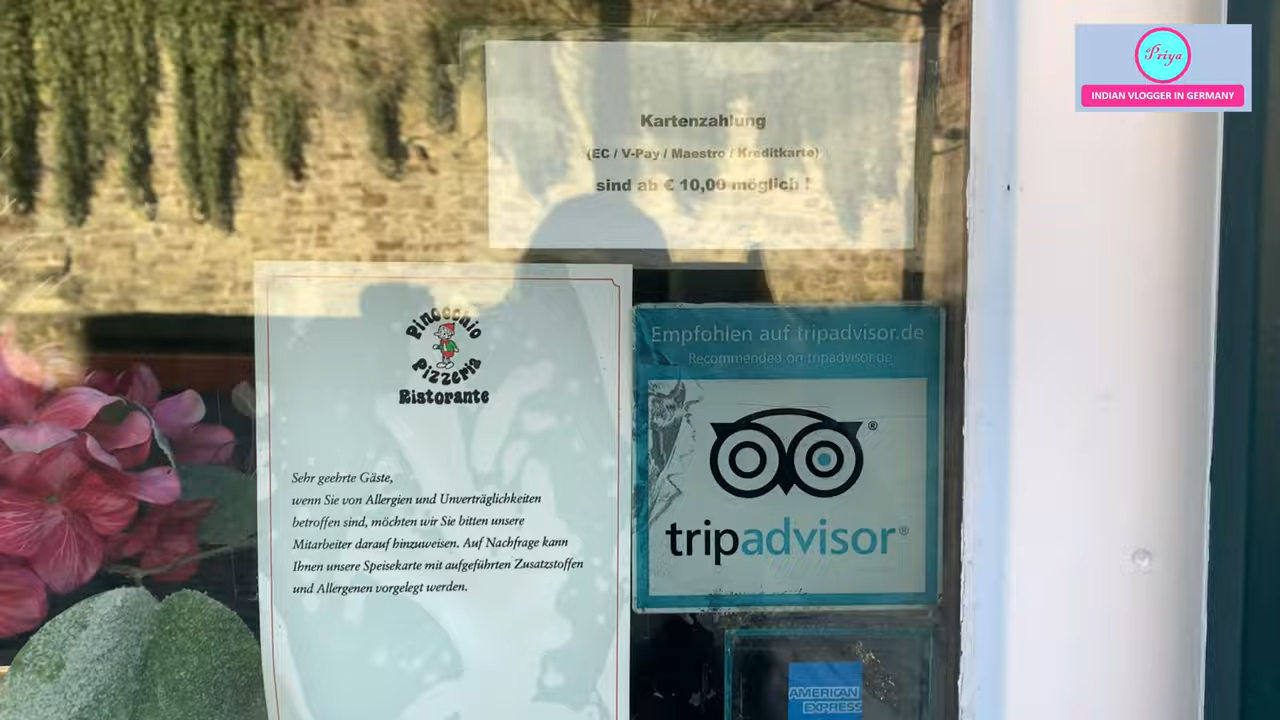 Priya
INDIAN VLOGGER IN GERMANY
Kartenzahlung
(EC / V-Pay / Maestro / Kreditkarte)
sind ab € 10,00 möglich !
Pinocchio
Pizzeria
Ristorante
Sehr geehrte Gäste,
wenn Sie von Allergien und Unverträglichkeiten
betroffen sind, möchten wir Sie bitten unsere
Mitarbeiter darauf hinzuweisen. Auf Nachfrage kann
Ihnen unsere Speisekarte mit aufgeführten Zusatzstoffen
und Allergenen vorgelegt werden.
Empfohlen auf tripadvisor.de
Recommended on tripadvisor.de
tripadvisor®
AMERICAN
EXPRESS